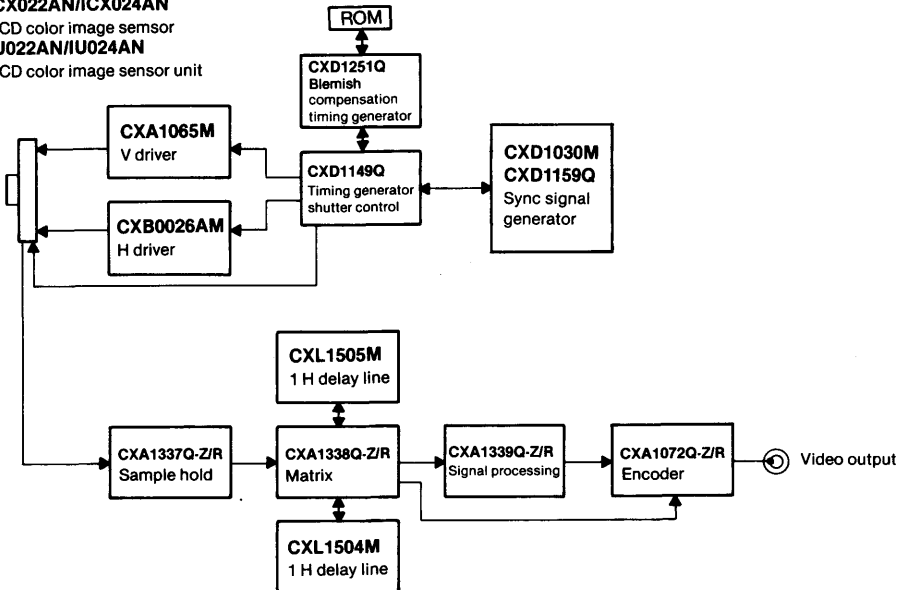 CX022AN/ICX024AN
CD color image semsor
U022AN/IU024AN
CD color image sensor unit
ROM
CXD1251Q
Blemish
compensation
timing generator
CXA1065M
V driver
CXD1149Q
Timing generator
shutter control
CXD1030M
CXD1159Q
Sync signal
generator
CXB0026AM
H driver
CXL1505M
1 H delay line
CXA1337Q-Z/R
Sample hold
CXA1338Q-Z/R
Matrix
CXA1339Q-Z/R
Signal processing
CXA1072Q-Z/R
Encoder
Video output
CXL1504M
1 H delay line